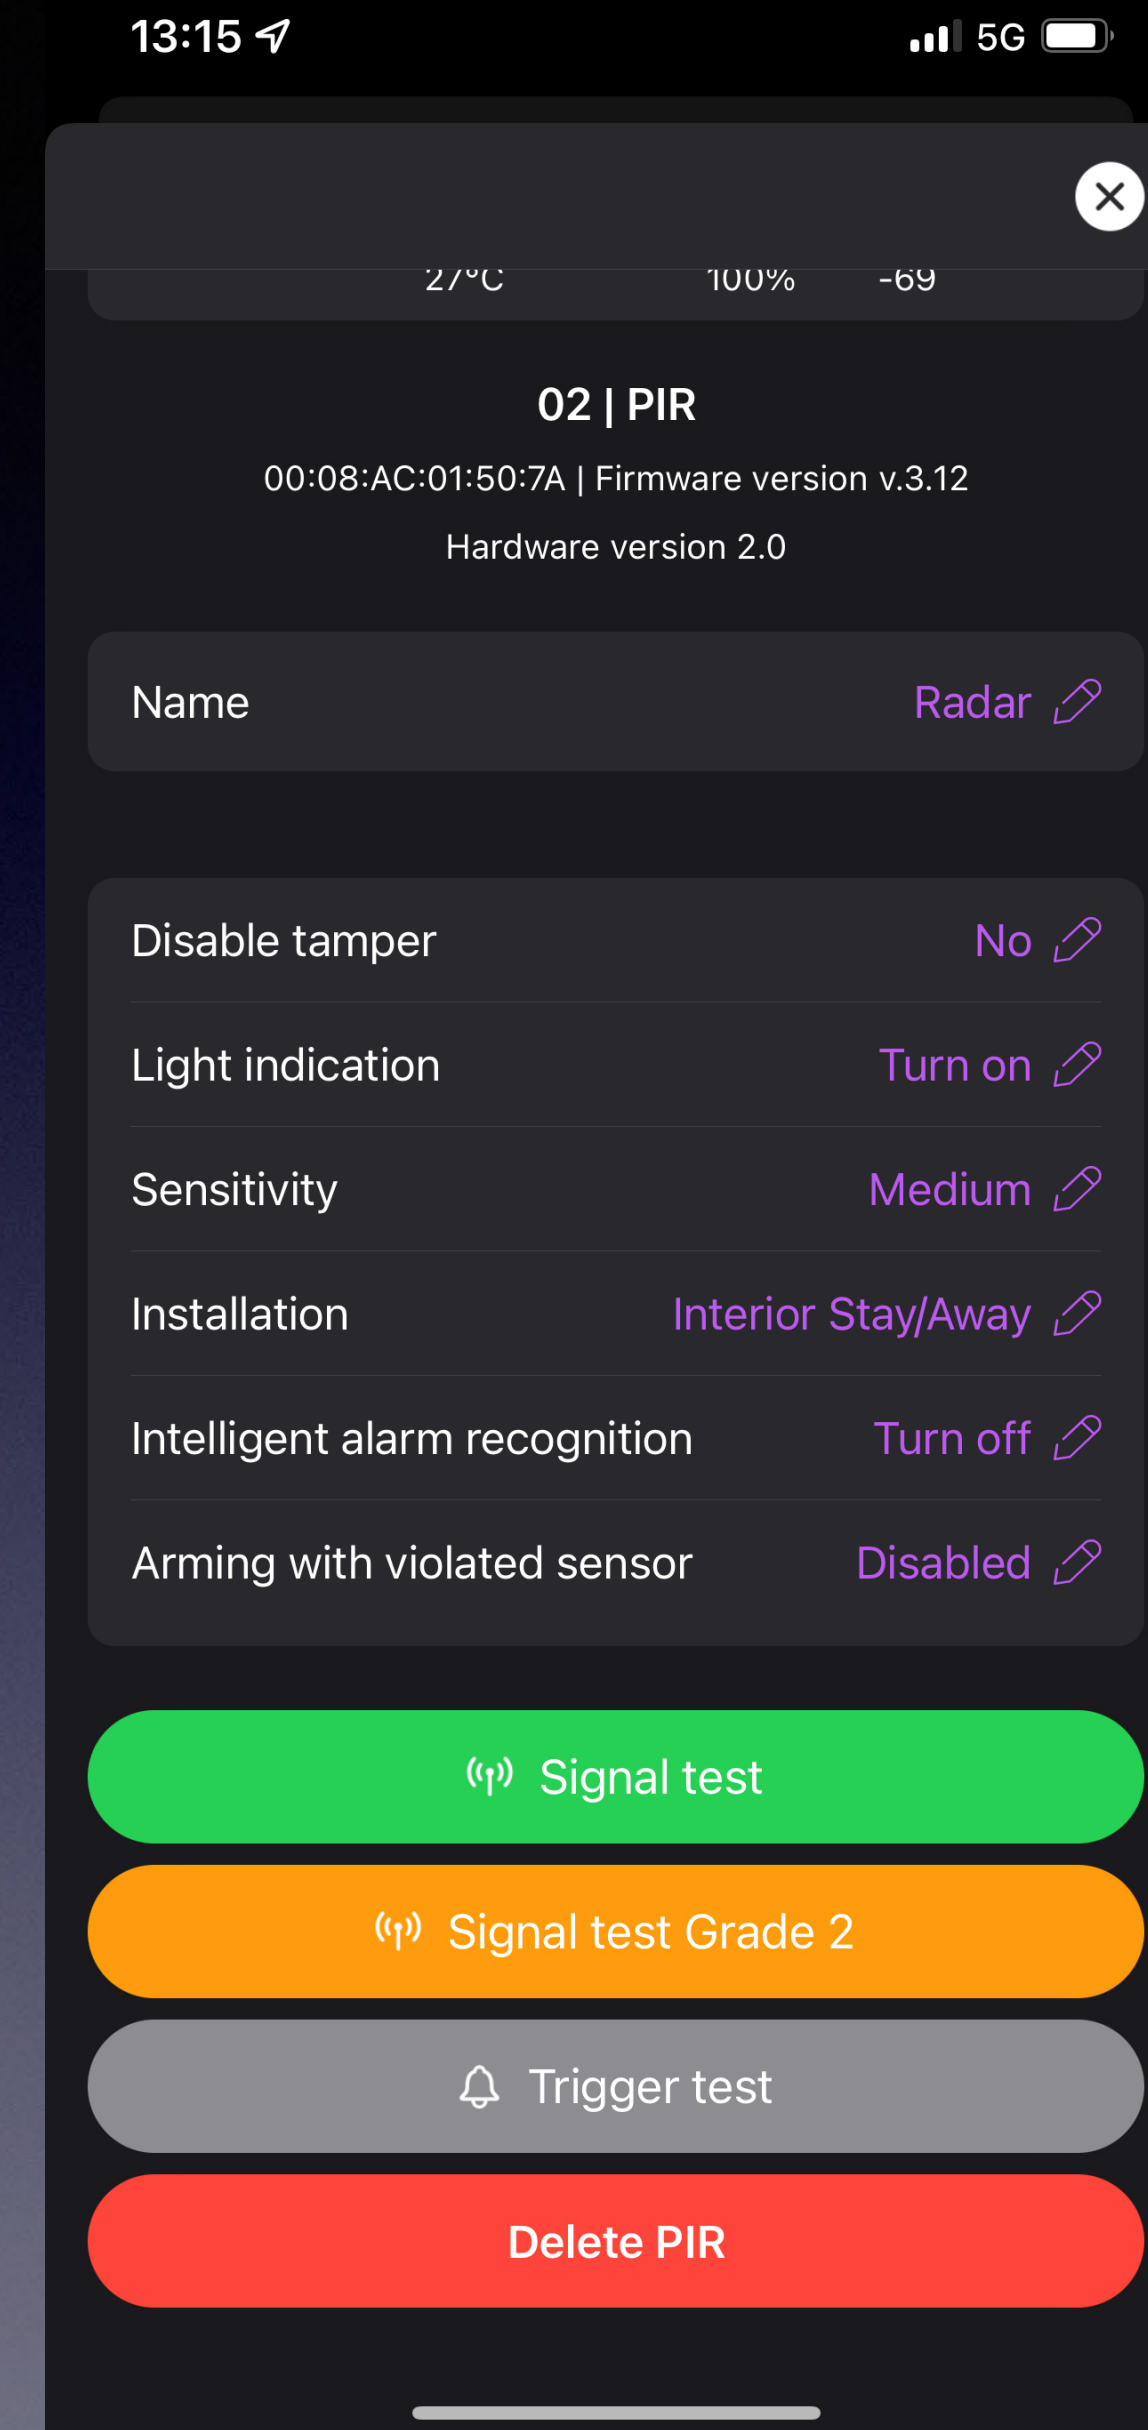 13:15
5G
27°C 100% -69
02 | PIR
00:08:AC:01:50:7A | Firmware version v.3.12
Hardware version 2.0
Name Radar
Disable tamper No
Light indication Turn on
Sensitivity Medium
Installation Interior Stay/Away
Intelligent alarm recognition Turn off
Arming with violated sensor Disabled
Signal test
Signal test Grade 2
Trigger test
Delete PIR